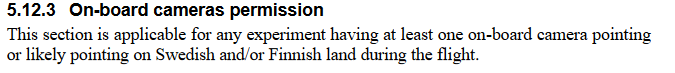 5.12.3 On-board cameras permission
This section is applicable for any experiment having at least one on-board camera pointing
or likely pointing on Swedish and/or Finnish land during the flight.